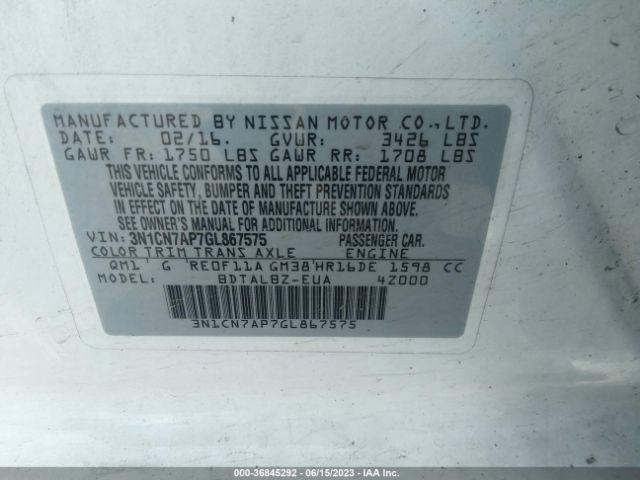 MANUFACTURED BY NISSAN MOTOR CO.,LTD.
DATE: 02/16. GVWR: 3426 LBS
GAWR FR: 1750 LBS GAWR RR: 1708 LBS
THIS VEHICLE CONFORMS TO ALL APPLICABLE FEDERAL MOTOR
VEHICLE SAFETY, BUMPER AND THEFT PREVENTION STANDARDS
IN EFFECT ON THE DATE OF MANUFACTURE SHOWN ABOVE.
SEE OWNER'S MANUAL FOR ADDITIONAL INFORMATION.
VIN: 3N1CN7AP7GL867575 PASSENGER CAR.
COLOR TRIM TRANS AXLE ENGINE
QM1 G RE0F11A GM38 HR16DE 1598 CC
MODEL: BDTALBZ-EUA 4Z000
3N1CN7AP7GL867575
000-36845292 - 06/15/2023 - IAA Inc.